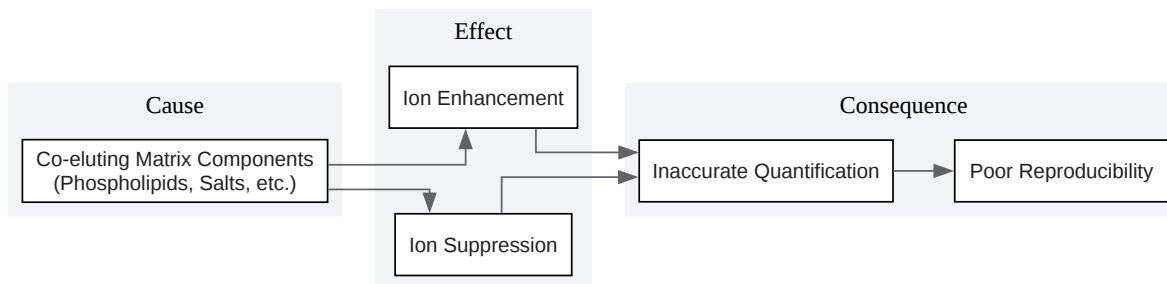 Cause
Co-eluting Matrix Components
(Phospholipids, Salts, etc.)
Effect
Ion Enhancement
Ion Suppression
Consequence
Inaccurate Quantification
Poor Reproducibility